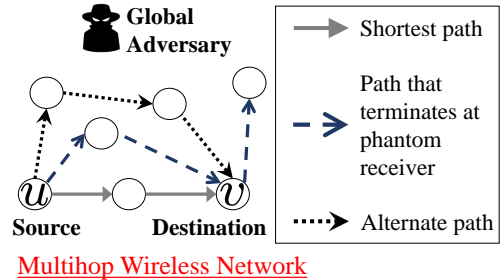 Global
Adversary
u
v
Source
Destination
Multihop Wireless Network
Shortest path
Path that
terminates at
phantom
receiver
Alternate path